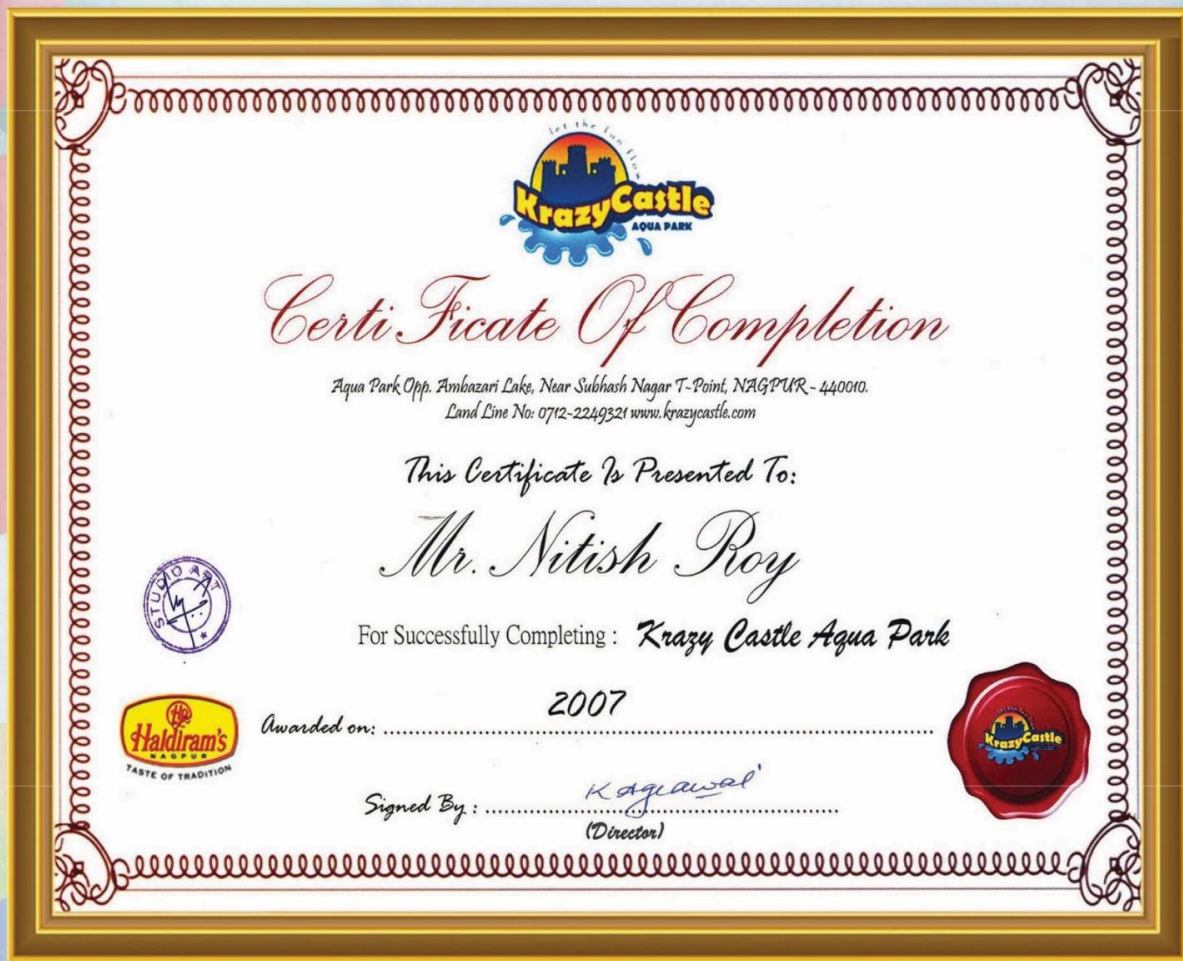 let the fun flow
KrazyCastle
AQUA PARK
Certi Ficate Of Completion
Aqua Park Opp. Ambazari Lake, Near Subhash Nagar T-Point, NAGPUR - 440010.
Land Line No: 0712-2249321 www.krazycastle.com
This Certificate Is Presented To:
Mr. Nitish Roy
STUDIO ART
For Successfully Completing : Krazy Castle Aqua Park
Haldiram's
NAGPUR
TASTE OF TRADITION
Awarded on: 2007
KrazyCastle
Signed By : K Agrawal
(Director)